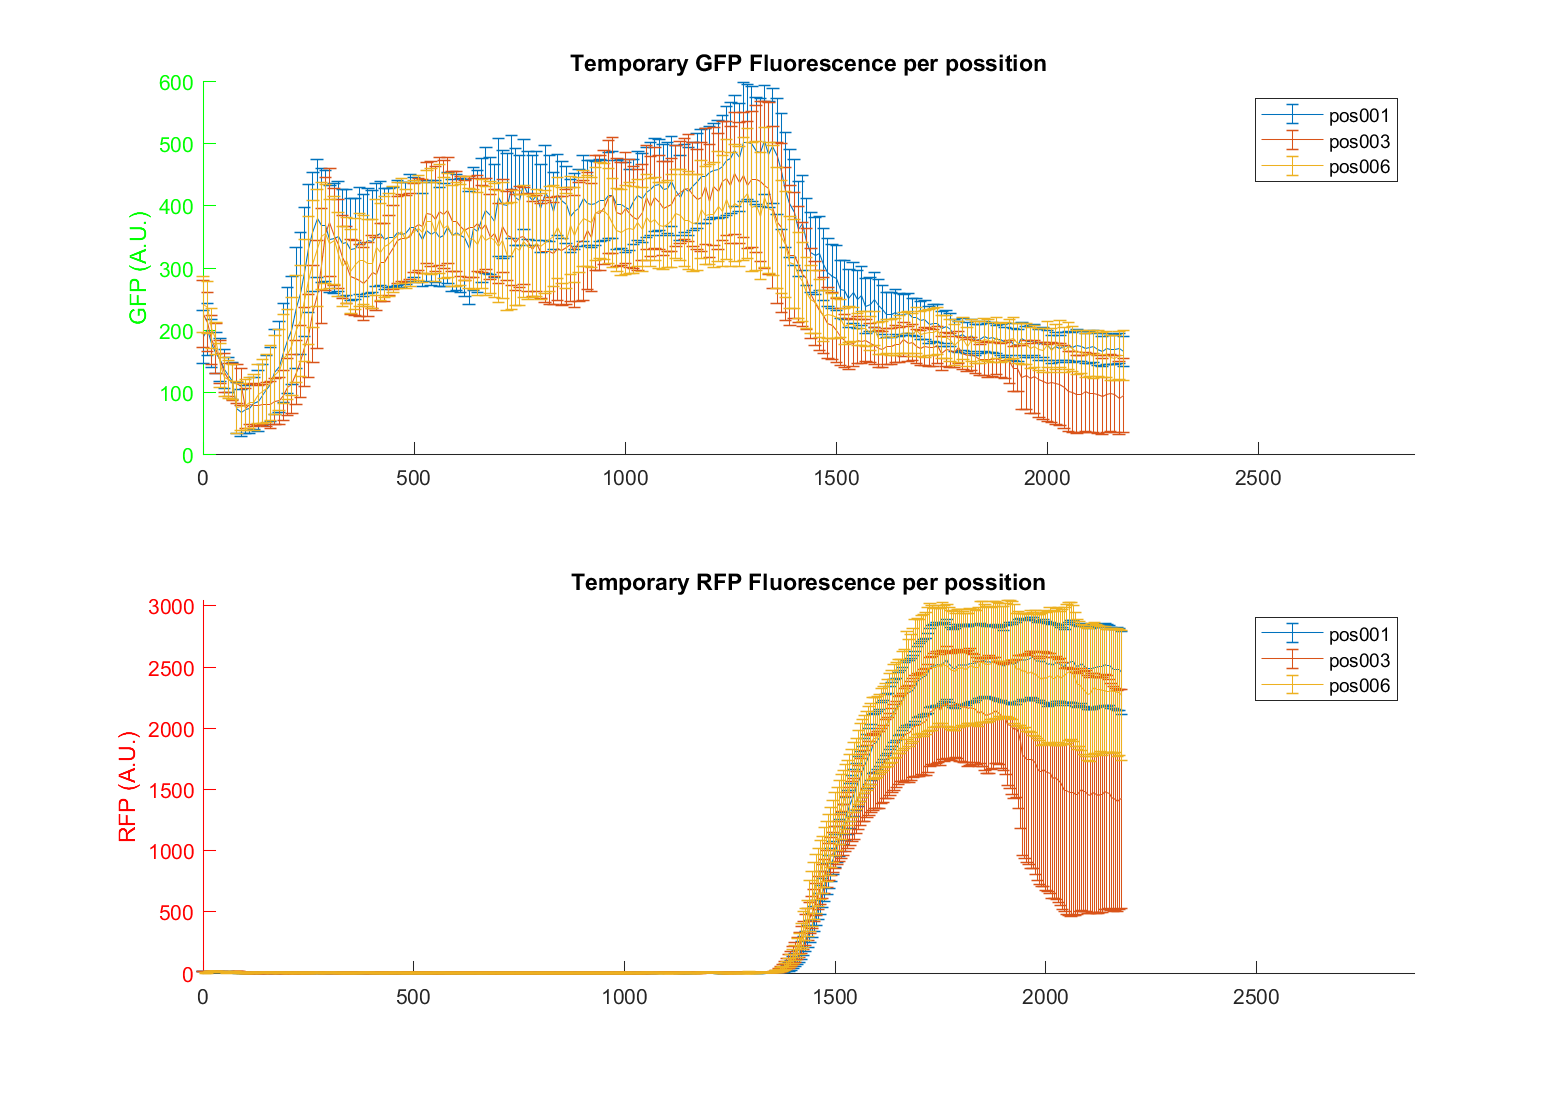 Temporary GFP Fluorescence per possition
600
500
400
300
200
100
0
GFP (A.U.)
0 500 1000 1500 2000 2500
pos001
pos003
pos006
Temporary RFP Fluorescence per possition
3000
2500
2000
1500
1000
500
0
RFP (A.U.)
0 500 1000 1500 2000 2500
pos001
pos003
pos006